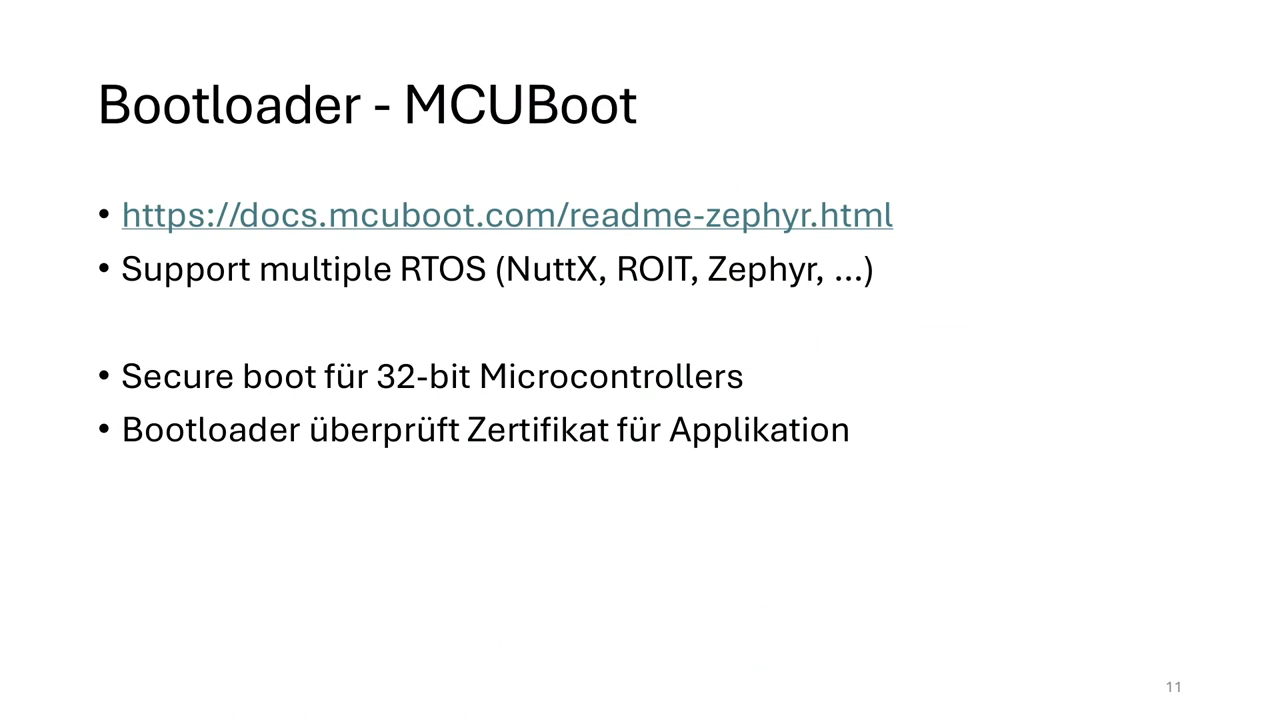 Bootloader - MCUBoot
• https://docs.mcuboot.com/readme-zephyr.html
• Support multiple RTOS (NuttX, ROIT, Zephyr, ...)
• Secure boot für 32-bit Microcontrollers
• Bootloader überprüft Zertifikat für Applikation
11